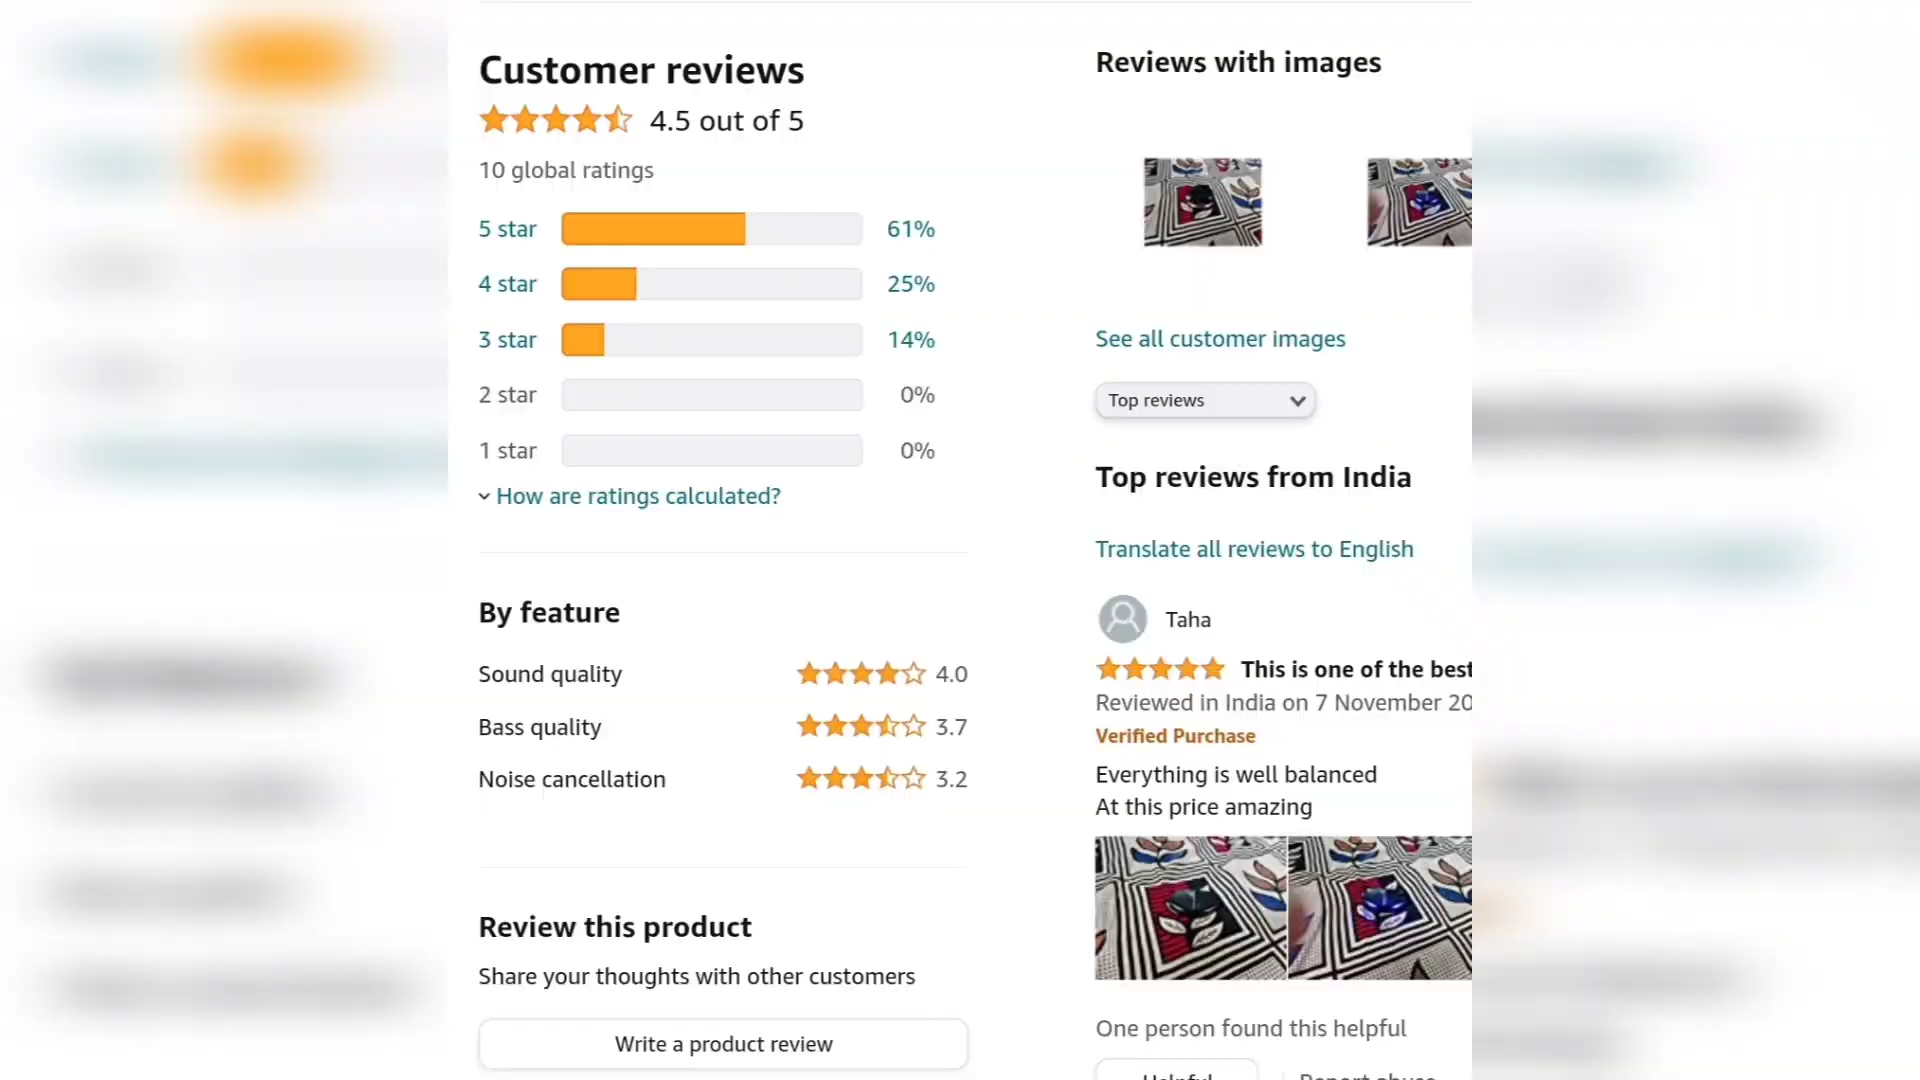 Customer reviews
4.5 out of 5
10 global ratings
5 star 61%
4 star 25%
3 star 14%
2 star 0%
1 star 0%
How are ratings calculated?
By feature
Sound quality 4.0
Bass quality 3.7
Noise cancellation 3.2
Review this product
Share your thoughts with other customers
Write a product review
Reviews with images
See all customer images
Top reviews
Top reviews from India
Translate all reviews to English
Taha
This is one of the best
Reviewed in India on 7 November 20
Verified Purchase
Everything is well balanced
At this price amazing
One person found this helpful
Helpful Report abuse